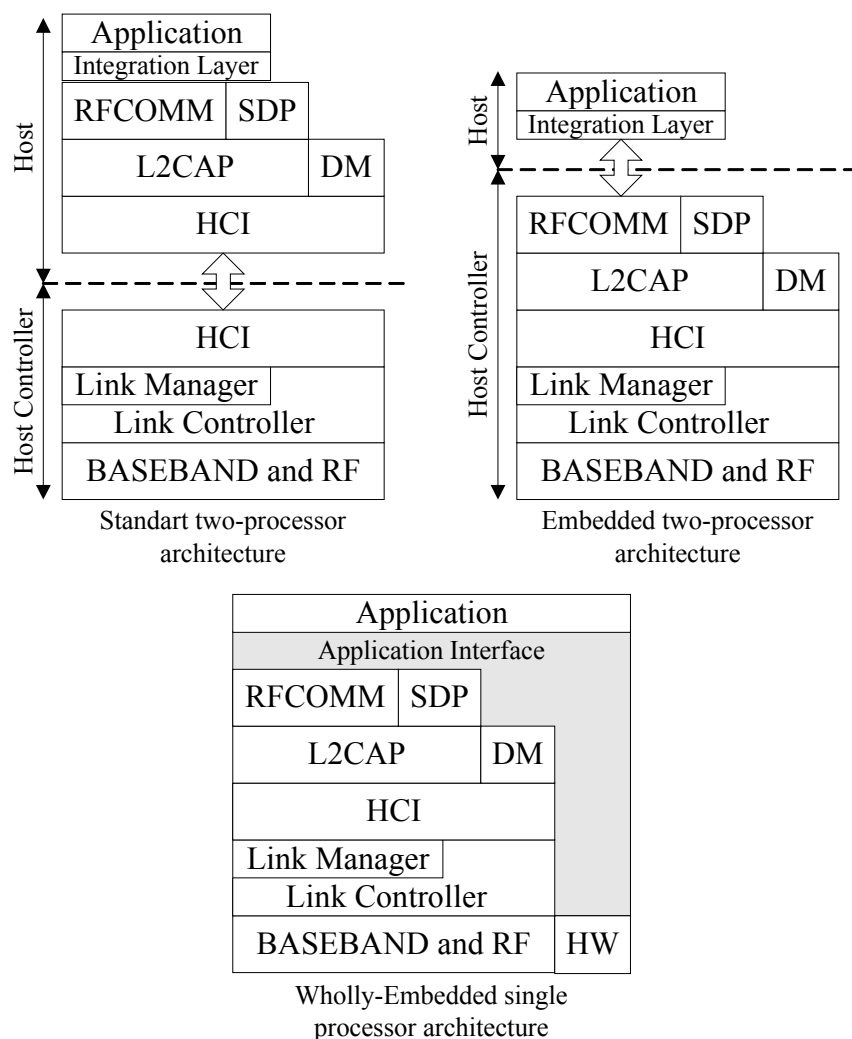 Host
Application
Integration Layer
RFCOMM
SDP
L2CAP
DM
HCI
Host Controller
HCI
Link Manager
Link Controller
BASEBAND and RF
Standart two-processor
architecture
Host
Application
Integration Layer
Host Controller
RFCOMM
SDP
L2CAP
DM
HCI
Link Manager
Link Controller
BASEBAND and RF
Embedded two-processor
architecture
Application
Application Interface
RFCOMM
SDP
L2CAP
DM
HCI
Link Manager
Link Controller
BASEBAND and RF
HW
Wholly-Embedded single
processor architecture